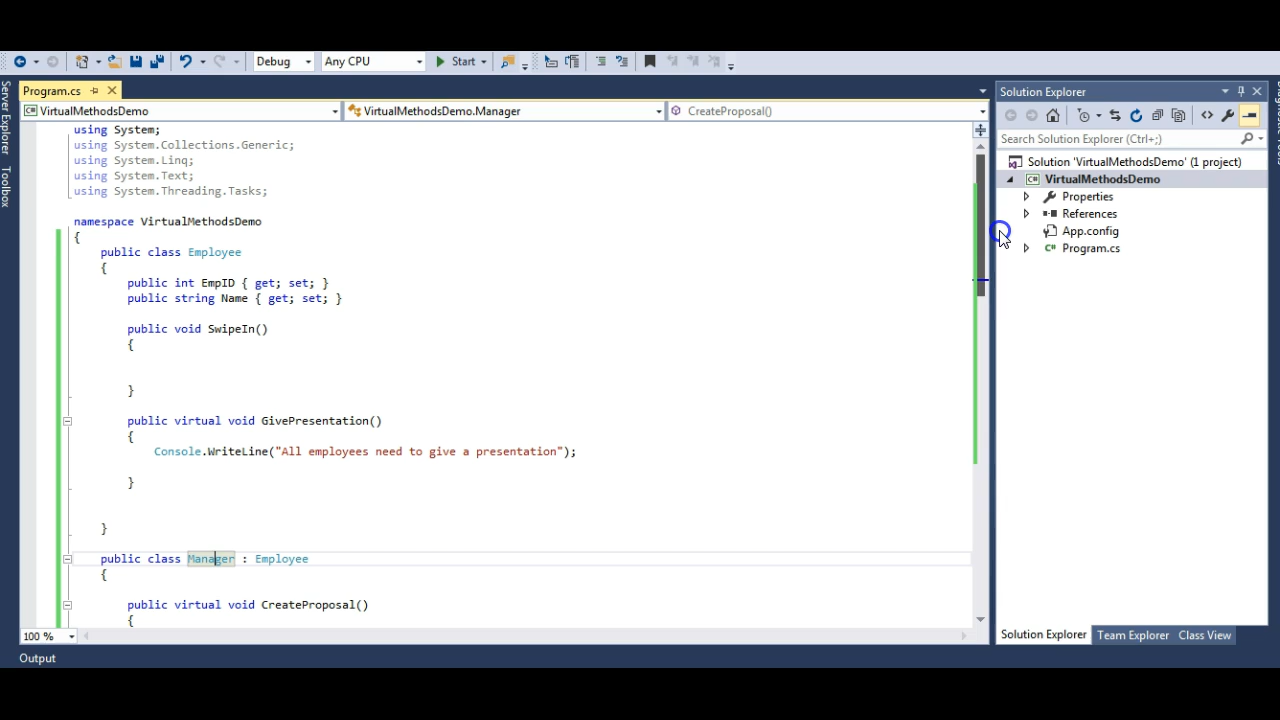 Debug
Any CPU
Start
Program.cs
VirtualMethodsDemo
VirtualMethodsDemo.Manager
CreateProposal()
Server Explorer
Toolbox
using System;
using System.Collections.Generic;
using System.Linq;
using System.Text;
using System.Threading.Tasks;
namespace VirtualMethodsDemo
{
public class Employee
{
public int EmpID { get; set; }
public string Name { get; set; }
public void SwipeIn()
{
}
public virtual void GivePresentation()
{
Console.WriteLine("All employees need to give a presentation");
}
}
public class Manager : Employee
{
public virtual void CreateProposal()
{
100 %
Output
Solution Explorer
Search Solution Explorer (Ctrl+;)
Solution 'VirtualMethodsDemo' (1 project)
C# VirtualMethodsDemo
Properties
References
App.config
C# Program.cs
Solution Explorer
Team Explorer
Class View